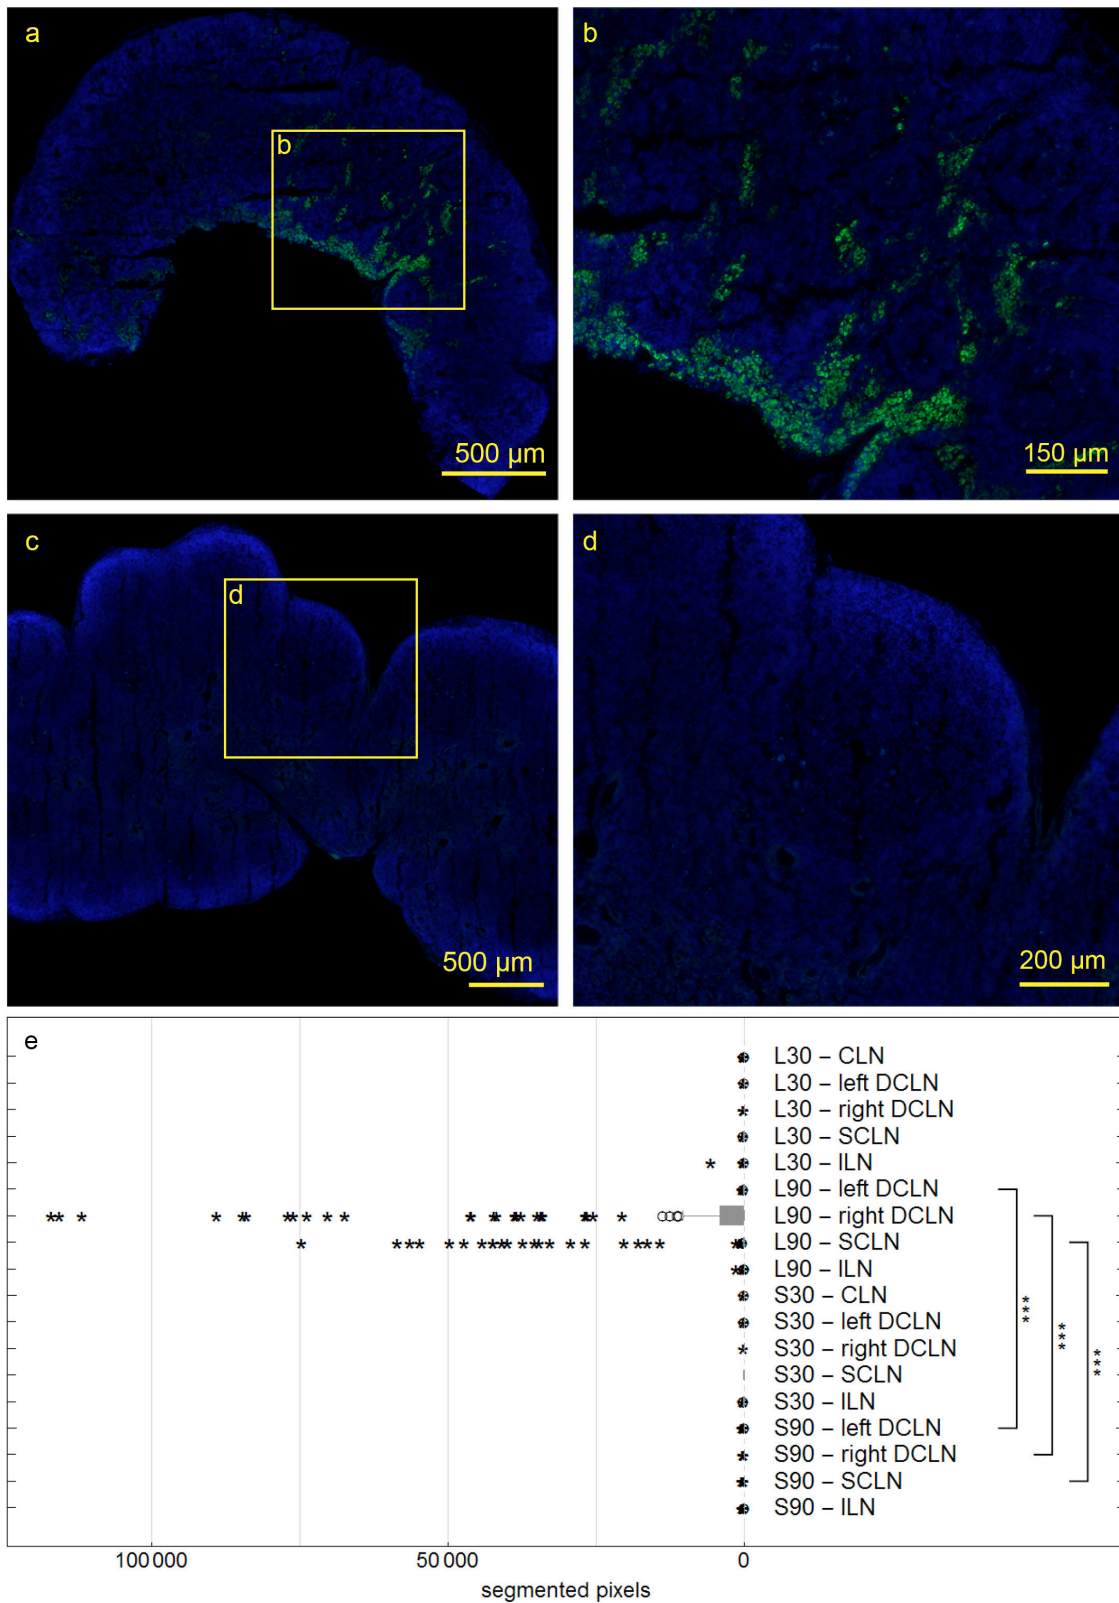 a
b
b
500 µm
150 µm
c
d
d
500 µm
200 µm
e
L30 – CLN
L30 – left DCLN
L30 – right DCLN
L30 – SCLN
L30 – ILN
L90 – left DCLN
L90 – right DCLN
L90 – SCLN
L90 – ILN
S30 – CLN
S30 – left DCLN
S30 – right DCLN
S30 – SCLN
S30 – ILN
S90 – left DCLN
S90 – right DCLN
S90 – SCLN
S90 – ILN
***
***
***
100 000
50 000
0
segmented pixels